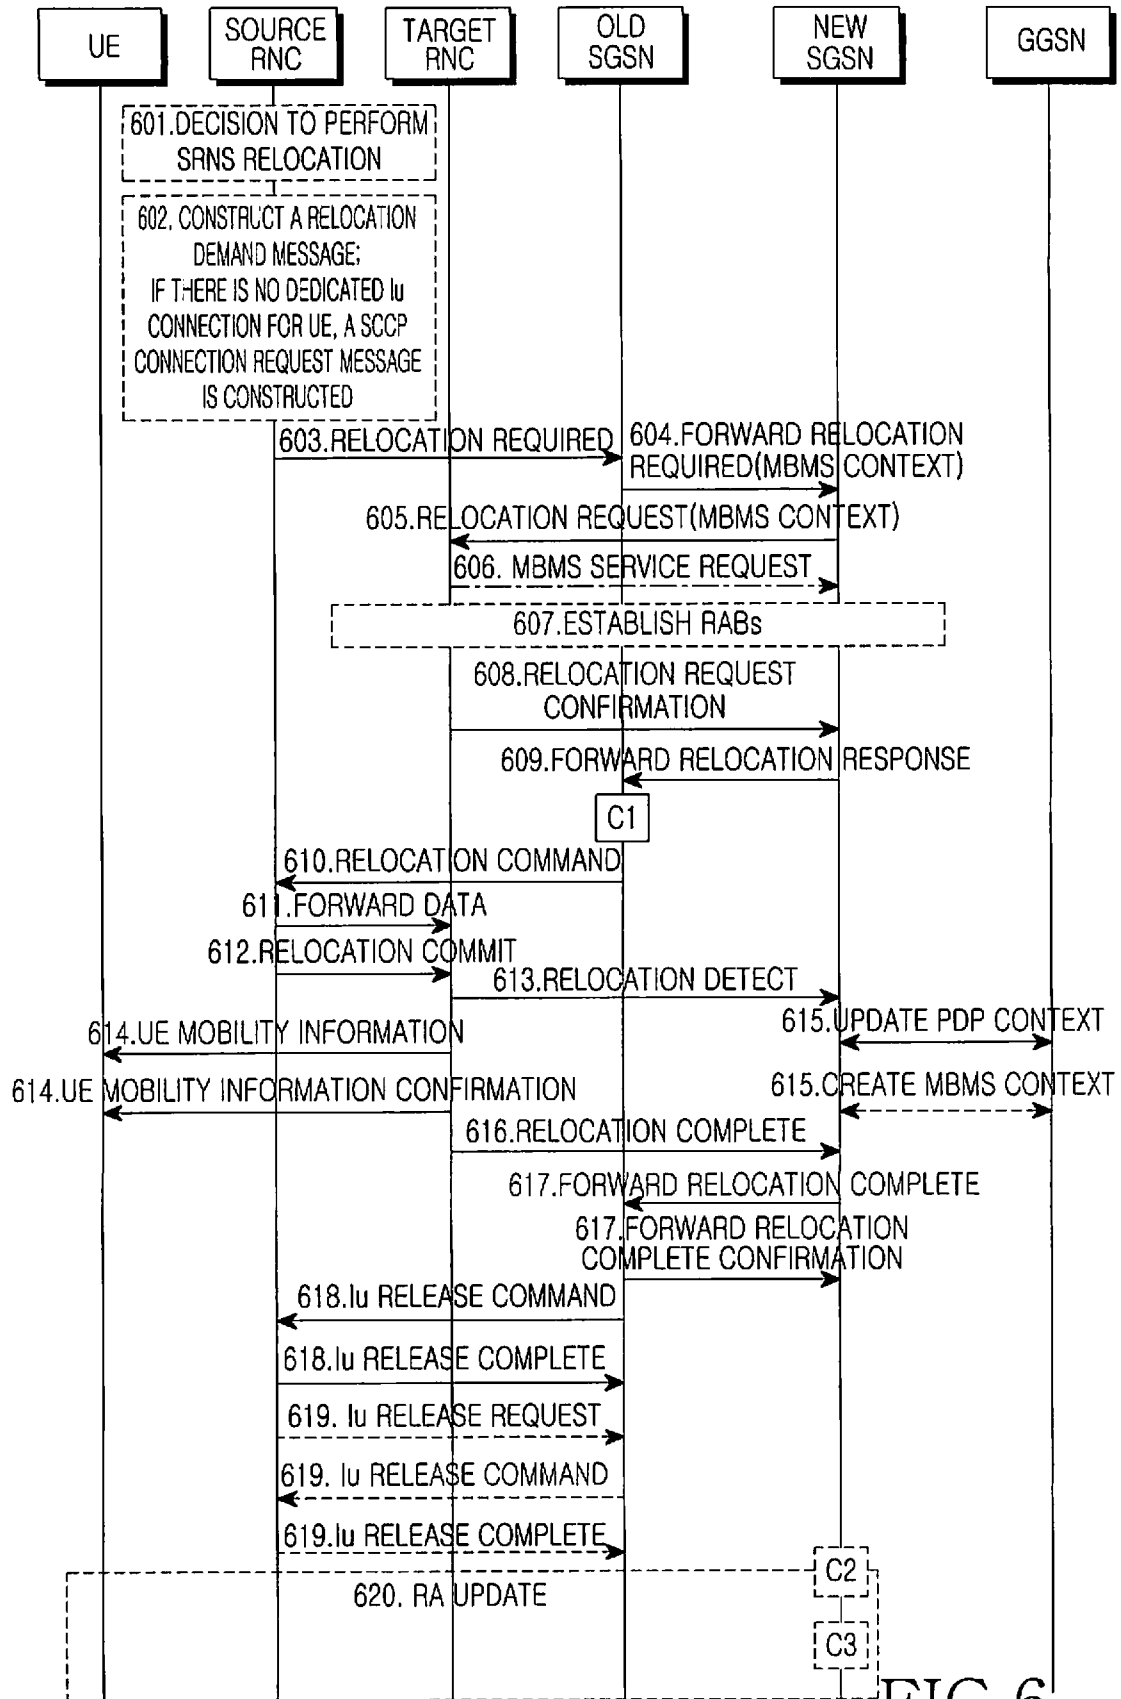 UE
SOURCE
RNC
TARGET
RNC
OLD
SGSN
NEW
SGSN
GGSN
601.DECISION TO PERFORM
SRNS RELOCATION
602. CONSTRUCT A RELOCATION
DEMAND MESSAGE;
IF THERE IS NO DEDICATED Iu
CONNECTION FOR UE, A SCCP
CONNECTION REQUEST MESSAGE
IS CONSTRUCTED
603.RELOCATION REQUIRED
604.FORWARD RELOCATION
REQUIRED(MBMS CONTEXT)
605.RELOCATION REQUEST(MBMS CONTEXT)
606. MBMS SERVICE REQUEST
607.ESTABLISH RABs
608.RELOCATION REQUEST
CONFIRMATION
609.FORWARD RELOCATION RESPONSE
C1
610.RELOCATION COMMAND
611.FORWARD DATA
612.RELOCATION COMMIT
613.RELOCATION DETECT
615.UPDATE PDP CONTEXT
614.UE MOBILITY INFORMATION
615.CREATE MBMS CONTEXT
614.UE MOBILITY INFORMATION CONFIRMATION
616.RELOCATION COMPLETE
617.FORWARD RELOCATION COMPLETE
617.FORWARD RELOCATION
COMPLETE CONFIRMATION
618.Iu RELEASE COMMAND
618.Iu RELEASE COMPLETE
619. Iu RELEASE REQUEST
619. Iu RELEASE COMMAND
619.Iu RELEASE COMPLETE
C2
620. RA UPDATE
C3
FIG.6